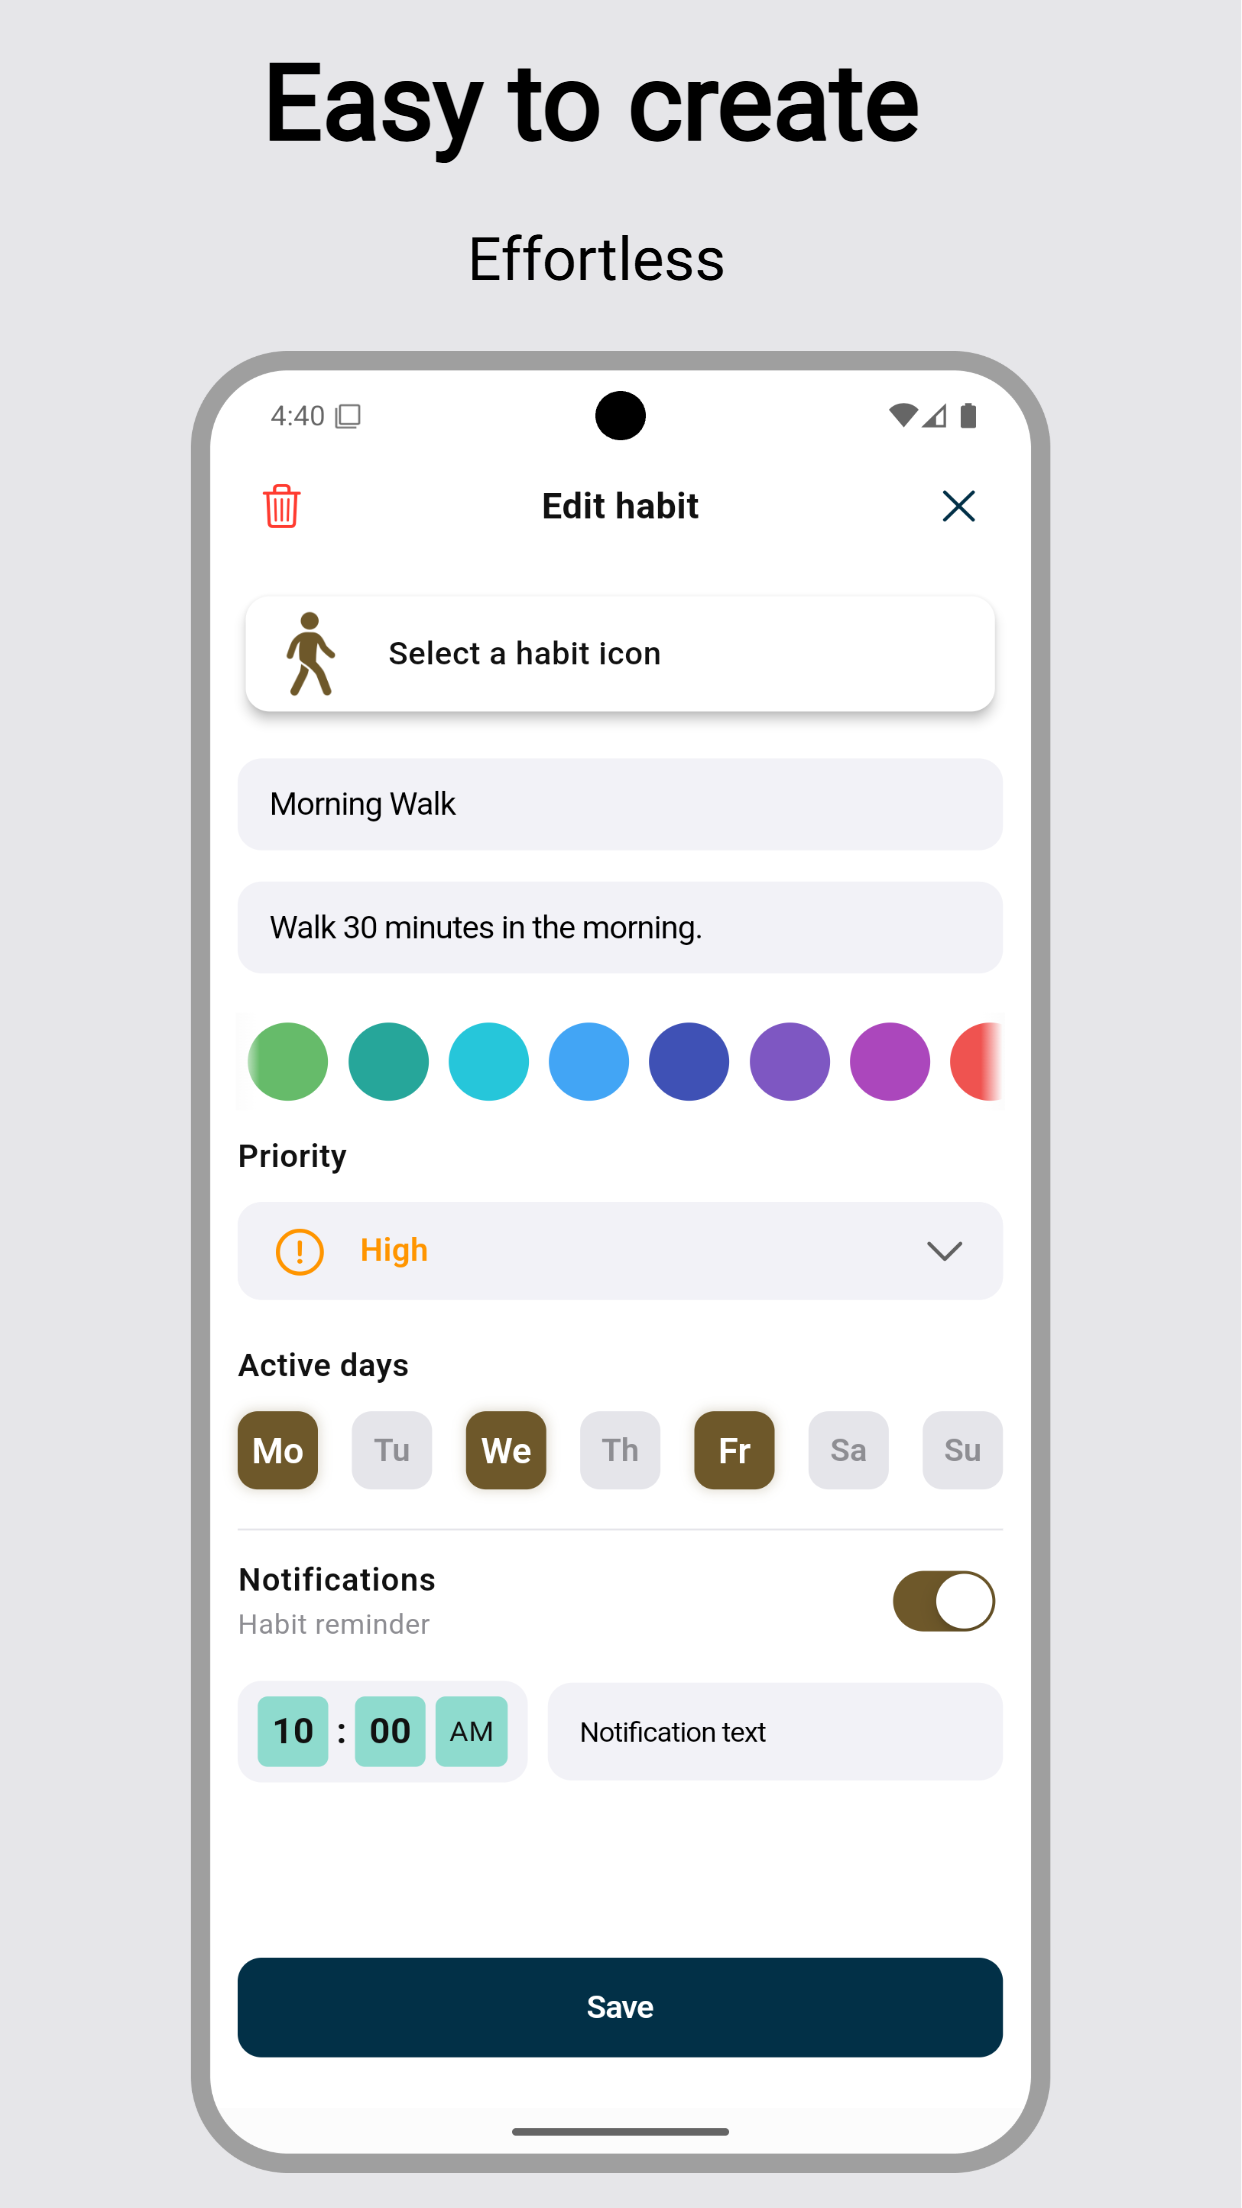 Easy to create
Effortless
4:40
Edit habit
Select a habit icon
Morning Walk
Walk 30 minutes in the morning.
Priority
High
Active days
Mo Tu We Th Fr Sa Su
Notifications
Habit reminder
10 : 00 AM Notification text
Save